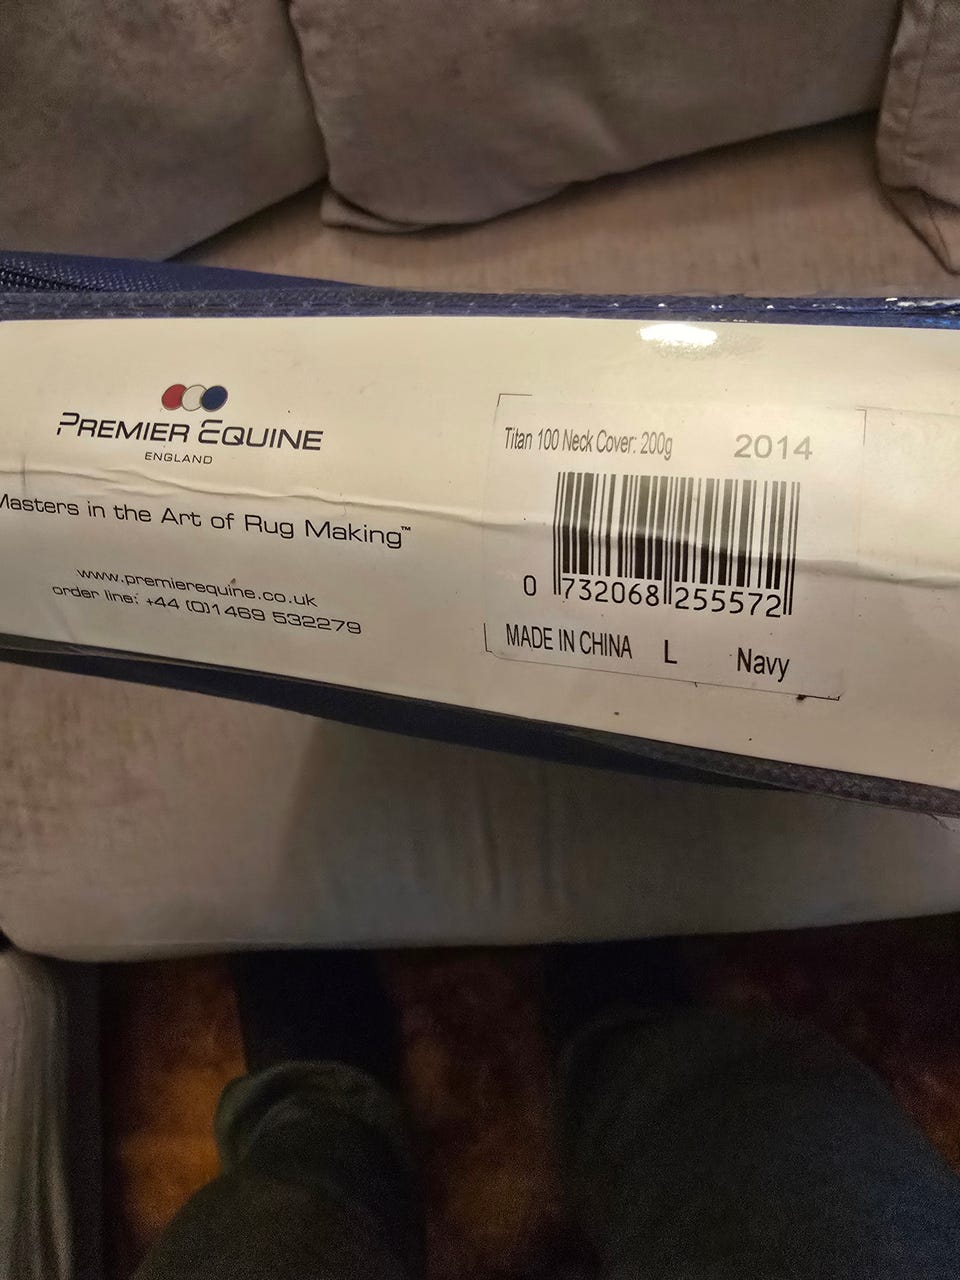 PREMIER EQUINE
ENGLAND
Masters in the Art of Rug Making™
www.premierequine.co.uk
order line: +44 (0)1469 532279
Titan 100 Neck Cover: 200g 2014
0 732068 255572
MADE IN CHINA L Navy